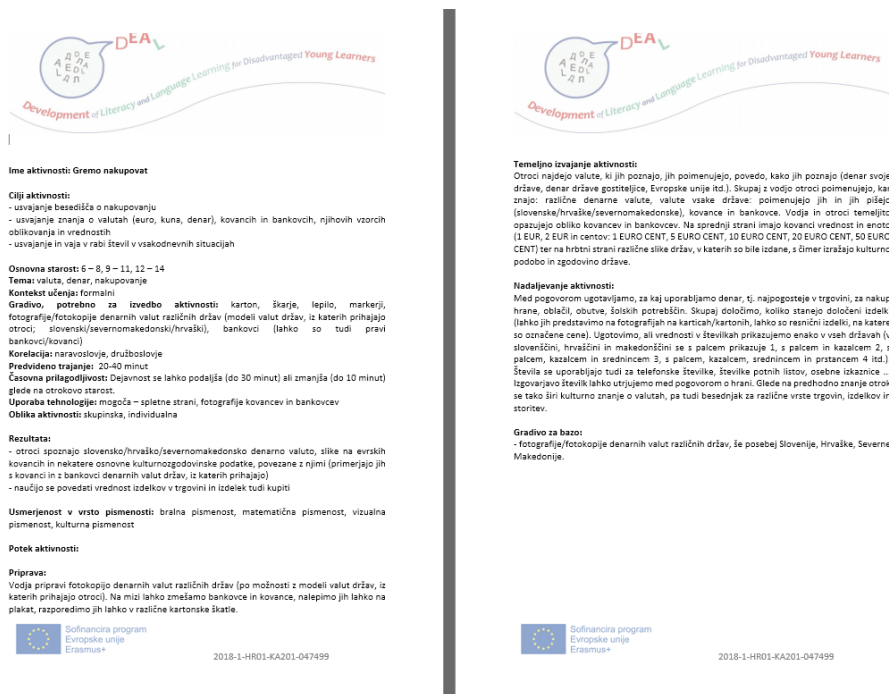 DEAL
Development of Literacy and Language Learning for Disadvantaged Young Learners
Ime aktivnosti: Gremo nakupovat
Cilji aktivnosti:
- usvajanje besedišča o nakupovanju
- usvajanje znanja o valutah (euro, kuna, denar), kovancih in bankovcih, njihovih vzorcih
oblikovanja in vrednostih
- usvajanje in vaja v rabi števil v vsakodnevnih situacijah
Osnovna starost: 6 – 8, 9 – 11, 12 – 14
Tema: valuta, denar, nakupovanje
Kontekst učenja: formalni
Gradivo, potrebno za izvedbo aktivnosti: karton, škarje, lepilo, markerji,
fotografije/fotokopije denarnih valut različnih držav (modeli valut držav, iz katerih prihajajo
otroci; slovenski/severnomakedonski/hrvaški), bankovci (lahko so tudi pravi
bankovci/kovanci)
Korelacija: naravoslovje, družboslovje
Predvideno trajanje: 20-40 minut
Časovna prilagodljivost: Dejavnost se lahko podaljša (do 30 minut) ali zmanjša (do 10 minut)
glede na otrokovo starost.
Uporaba tehnologije: mogoča – spletne strani, fotografije kovancev in bankovcev
Oblika aktivnosti: skupinska, individualna
Rezultata:
- otroci spoznajo slovensko/hrvaško/severnomakedonsko denarno valuto, slike na evrskih
kovancih in nekatere osnovne kulturnozgodovinske podatke, povezane z njimi (primerjajo jih
s kovanci in z bankovci denarnih valut držav, iz katerih prihajajo)
- naučijo se povedati vrednost izdelkov v trgovini in izdelek tudi kupiti
Usmerjenost v vrsto pismenosti: bralna pismenost, matematična pismenost, vizualna
pismenost, kulturna pismenost
Potek aktivnosti:
Priprava:
Vodja pripravi fotokopijo denarnih valut različnih držav (po možnosti z modeli valut držav, iz
katerih prihajajo otroci). Na mizi lahko zmešamo bankovce in kovance, nalepimo jih lahko na
plakat, razporedimo jih lahko v različne kartonske škatle.
Sofinancira program
Evropske unije
Erasmus+
2018-1-HR01-KA201-047499
DEAL
Development of Literacy and Language Learning for Disadvantaged Young Learners
Temeljno izvajanje aktivnosti:
Otroci najdejo valute, ki jih poznajo, jih poimenujejo, povedo, kako jih poznajo (denar svoje
države, denar države gostiteljice, Evropske unije itd.). Skupaj z vodjo otroci poimenujejo, kar
znajo: različne denarne valute, valute vsake države: poimenujejo jih in jih pišejo
(slovenske/hrvaške/severnomakedonske), kovance in bankovce. Vodja in otroci temeljito
opazujejo obliko kovancev in bankovcev. Na sprednji strani imajo kovanci vrednost in enoto
(1 EUR, 2 EUR in centov: 1 EURO CENT, 5 EURO CENT, 10 EURO CENT, 20 EURO CENT, 50 EURO
CENT) ter na hrbtni strani različne slike držav, v katerih so bile izdane, s čimer izražajo kulturno
podobo in zgodovino države.
Nadaljevanje aktivnosti:
Med pogovorom ugotavljamo, za kaj uporabljamo denar, tj. najpogosteje v trgovini, za nakup
hrane, oblačil, obutve, šolskih potrebščin. Skupaj določimo, koliko stanejo določeni izdelki
(lahko jih predstavimo na fotografijah na karticah/kartonih, lahko so resnični izdelki, na katere
so označene cene). Ugotovimo, ali vrednosti v številkah prikazujemo enako v vseh državah (v
slovenščini, hrvaščini in makedonščini se s palcem prikazuje 1, s palcem in kazalcem 2, s
palcem, kazalcem in srednincem 3, s palcem, kazalcem, srednincem in prstancem 4 itd.).
Števila se uporabljajo tudi za telefonske številke, številke potnih listov, osebne izkaznice ...
Izgovarjavo številk lahko utrjujemo med pogovorom o hrani. Glede na predhodno znanje otrok
se tako širi kulturno znanje o valutah, pa tudi besednjak za različne vrste trgovin, izdelkov in
storitev.
Gradivo za bazo:
- fotografije/fotokopije denarnih valut različnih držav, še posebej Slovenije, Hrvaške, Severne
Makedonije.
Sofinancira program
Evropske unije
Erasmus+
2018-1-HR01-KA201-047499